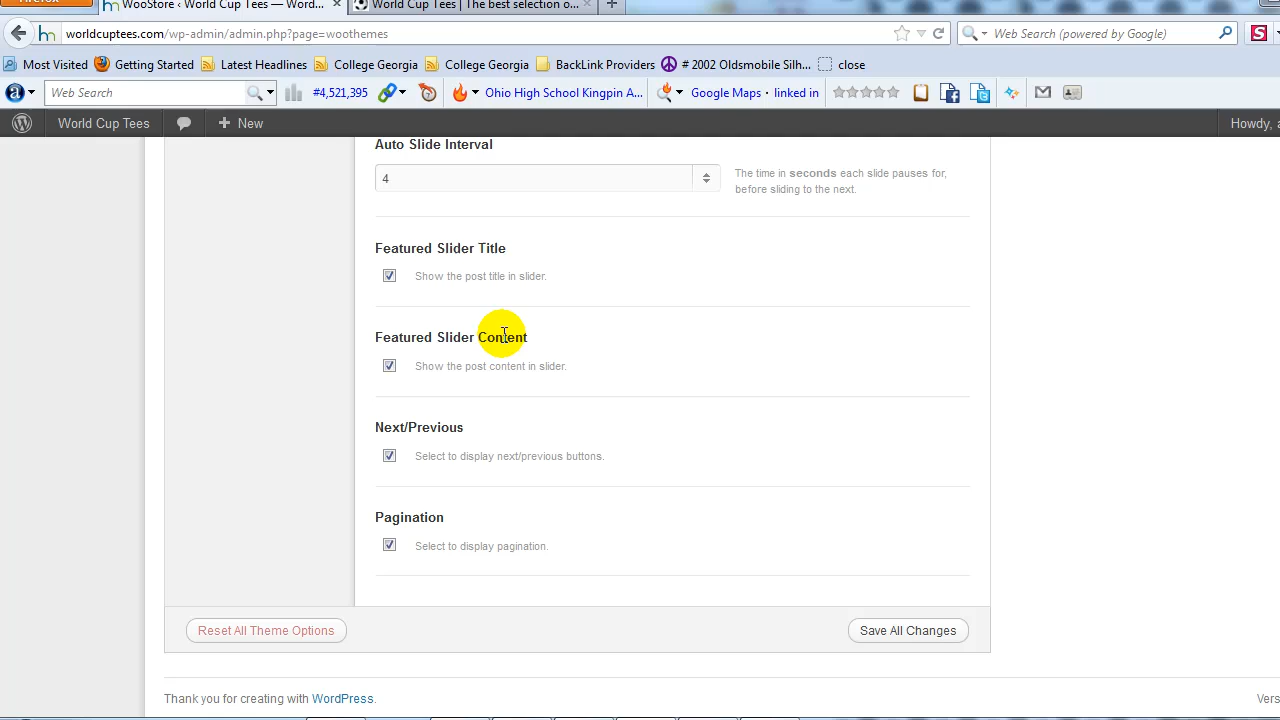 WooStore ‹ World Cup Tees — Word...
World Cup Tees | The best selection o...
worldcuptees.com/wp-admin/admin.php?page=woothemes
Web Search (powered by Google)
S
Most Visited
Getting Started
Latest Headlines
College Georgia
College Georgia
BackLink Providers
# 2002 Oldsmobile Silh...
close
a
Web Search
#4,521,395
Ohio High School Kingpin A...
Google Maps
linked in
World Cup Tees
New
Howdy, a
Auto Slide Interval
4
The time in seconds each slide pauses for,
before sliding to the next.
Featured Slider Title
Show the post title in slider.
Featured Slider Content
Show the post content in slider.
Next/Previous
Select to display next/previous buttons.
Pagination
Select to display pagination.
Reset All Theme Options
Save All Changes
Thank you for creating with WordPress.
Vers